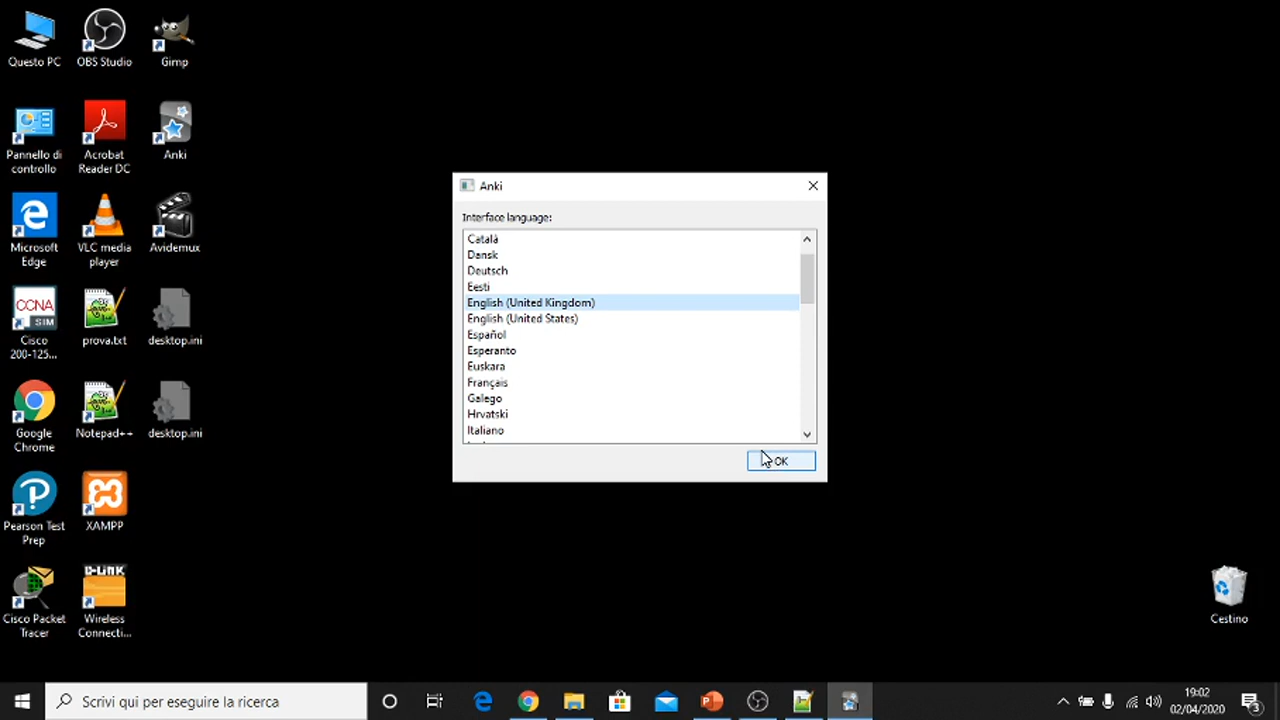 Questo PC
OBS Studio
Gimp
Pannello di
controllo
Acrobat
Reader DC
Anki
Microsoft
Edge
VLC media
player
Avidemux
CCNA
SIM
Cisco
200-125...
prova.txt
desktop.ini
Google
Chrome
Notepad++
desktop.ini
Pearson Test
Prep
XAMPP
Cisco Packet
Tracer
D-LINK
Wireless
Connecti...
Anki
Interface language:
Català
Dansk
Deutsch
Eesti
English (United Kingdom)
English (United States)
Español
Esperanto
Euskara
Français
Galego
Hrvatski
Italiano
OK
Cestino
Scrivi qui per eseguire la ricerca
19:02
02/04/2020
3